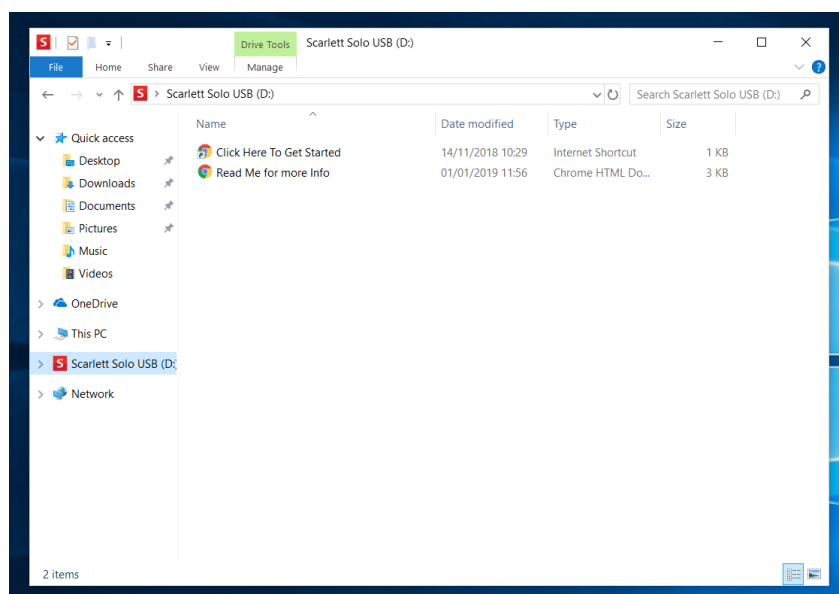 S
Drive Tools Scarlett Solo USB (D:)
File Home Share View Manage
S > Scarlett Solo USB (D:) Search Scarlett Solo USB (D:)
Name Date modified Type Size
Quick access
Click Here To Get Started 14/11/2018 10:29 Internet Shortcut 1 KB
Desktop
Read Me for more Info 01/01/2019 11:56 Chrome HTML Do... 3 KB
Downloads
Documents
Pictures
Music
Videos
OneDrive
This PC
S Scarlett Solo USB (D:
Network
2 items